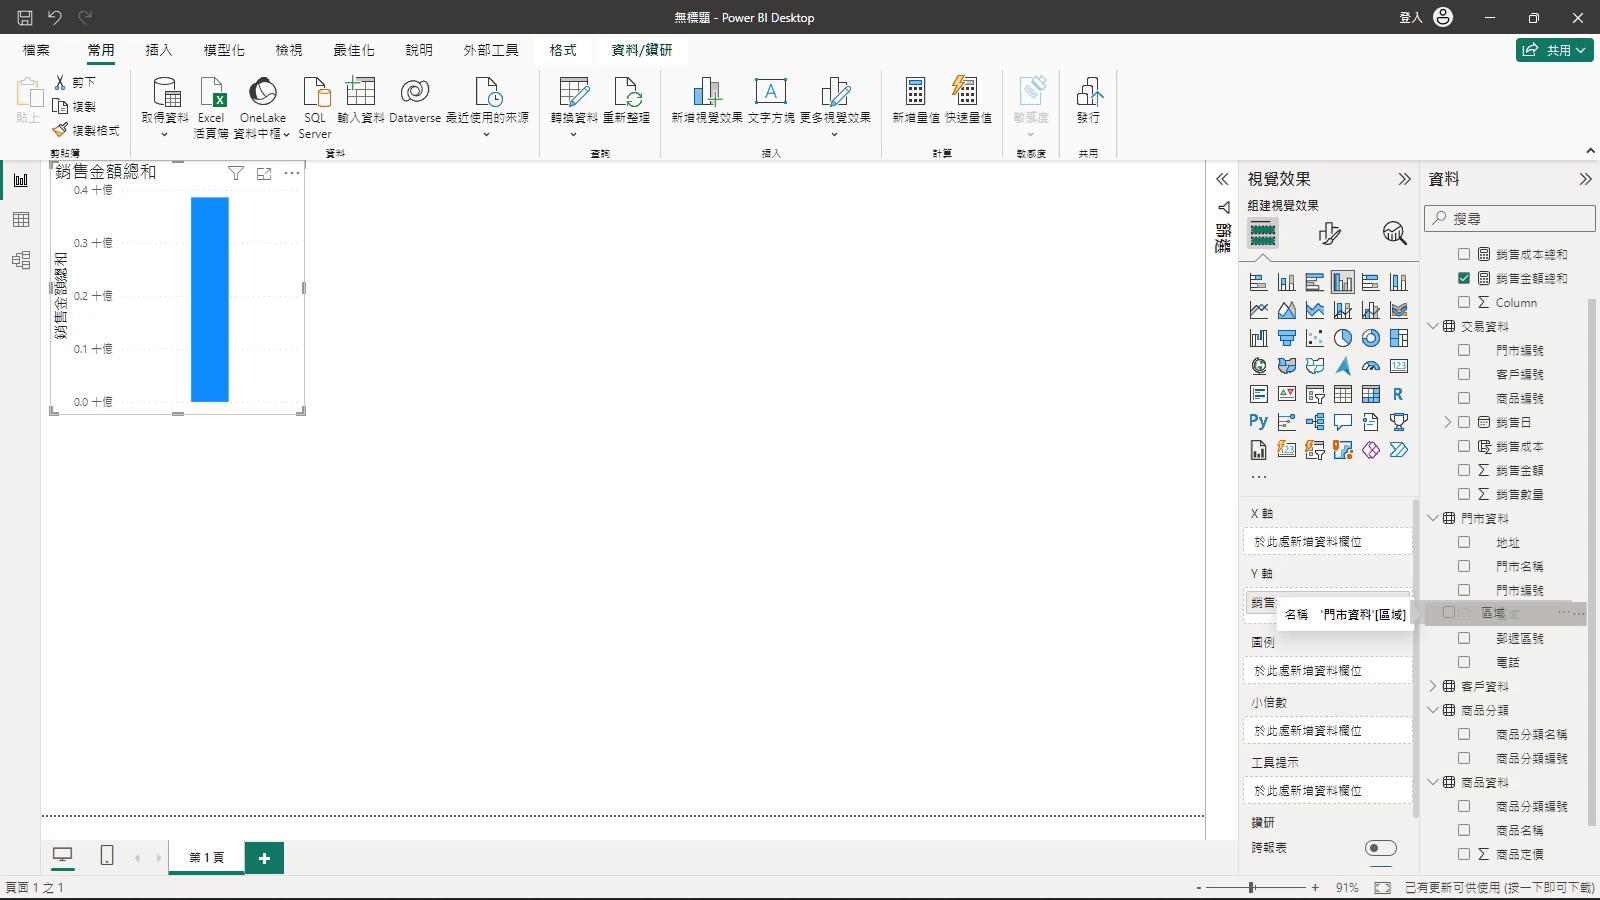 無標題 - Power BI Desktop
登入
檔案 常用 插入 模型化 檢視 最佳化 說明 外部工具 格式 資料/鑽研
共用
貼上
剪下
複製
複製格式
剪貼簿
取得資料
Excel 活頁簿
OneLake 資料中樞
SQL Server
輸入資料
Dataverse
最近使用的來源
資料
轉換資料
重新整理
查詢
新增視覺效果
文字方塊
更多視覺效果
插入
新增量值
快速量值
計算
敏感度
敏感度
發行
共用
銷售金額總和
銷售金額總和
0.4 十億
0.3 十億
0.2 十億
0.1 十億
0.0 十億
篩選
視覺效果
組建視覺效果
123
R
Py
X 軸
於此處新增資料欄位
Y 軸
銷售
名稱 '門市資料'[區域]
圖例
於此處新增資料欄位
小倍數
於此處新增資料欄位
工具提示
於此處新增資料欄位
鑽研
跨報表
資料
搜尋
銷售成本總和
銷售金額總和
Column
交易資料
門市編號
客戶編號
商品編號
銷售日
銷售成本
銷售金額
銷售數量
門市資料
地址
門市名稱
門市編號
區域
郵遞區號
電話
客戶資料
商品分類
商品分類名稱
商品分類編號
商品資料
商品分類編號
商品名稱
商品定價
第 1 頁
頁面 1 之 1
- + 91%
已有更新可供使用 (按一下即可下載)